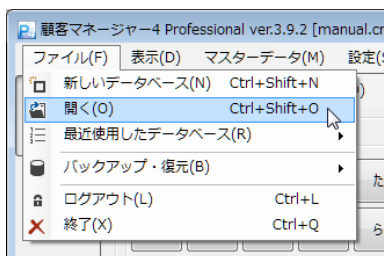 顧客マネージャー4 Professional ver.3.9.2 [manual.cr
ファイル(F) 表示(D) マスターデータ(M) 設定(S
新しいデータベース(N) Ctrl+Shift+N
開く(O) Ctrl+Shift+O
最近使用したデータベース(R)
バックアップ・復元(B)
た
ログアウト(L) Ctrl+L
終了(X) Ctrl+Q
ら